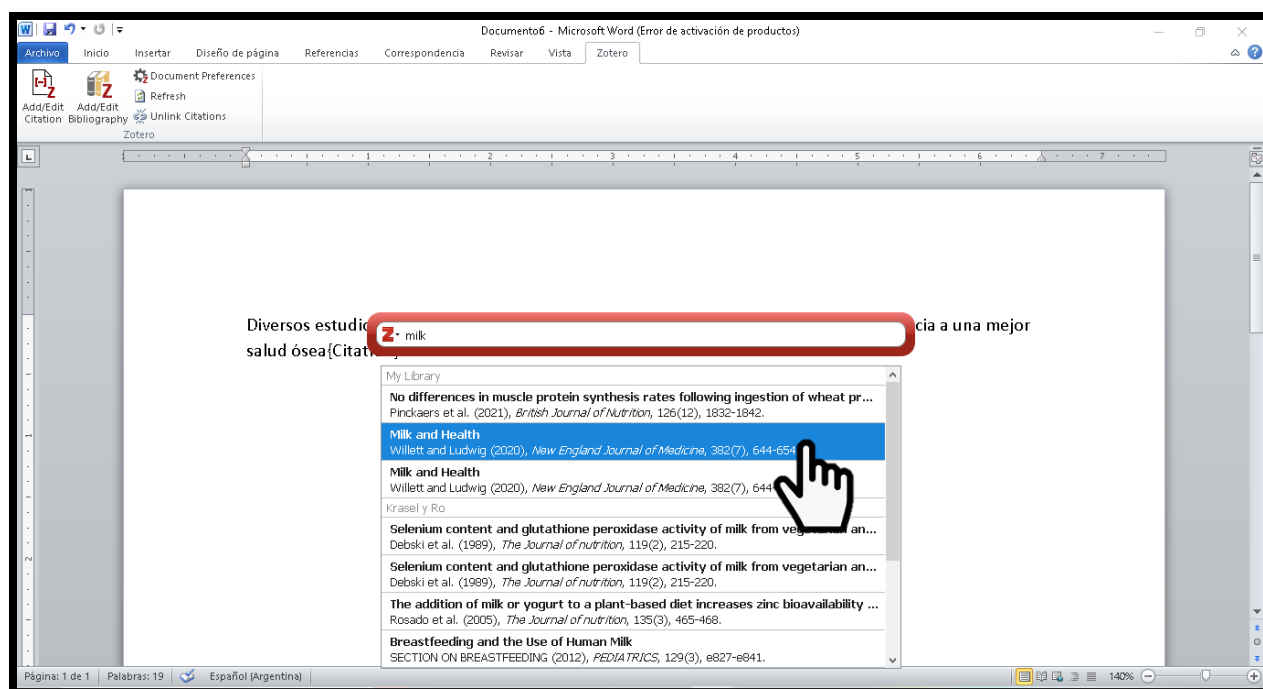 Documento6 - Microsoft Word (Error de activación de productos)
Archivo Inicio Insertar Diseño de página Referencias Correspondencia Revisar Vista Zotero
Add/Edit Citation
Add/Edit Bibliography
Document Preferences
Refresh
Unlink Citations
Zotero
1 2 3 4 5 6 7
Diversos cia a una mejor
milk
salud ósea{
My Library
No differences in muscle protein synthesis rates following ingestion of wheat pr...
Pinckaers et al. (2021), British Journal of Nutrition, 126(12), 1832-1842.
Milk and Health
Willett and Ludwig (2020), New England Journal of Medicine, 382(7), 644-654
Milk and Health
Willett and Ludwig (2020), New England Journal of Medicine, 382(7), 644-
Krasel y Ro
Selenium content and glutathione peroxidase activity of milk from vegetarian an...
Debski et al. (1989), The Journal of nutrition, 119(2), 215-220.
Selenium content and glutathione peroxidase activity of milk from vegetarian an...
Debski et al. (1989), The Journal of nutrition, 119(2), 215-220.
The addition of milk or yogurt to a plant-based diet increases zinc bioavailability ...
Rosado et al. (2005), The Journal of nutrition, 135(3), 465-468.
Breastfeeding and the Use of Human Milk
SECTION ON BREASTFEEDING (2012), PEDIATRICS, 129(3), e827-e841.
Página: 1 de 1 Palabras: 19 Español (Argentina) 140%